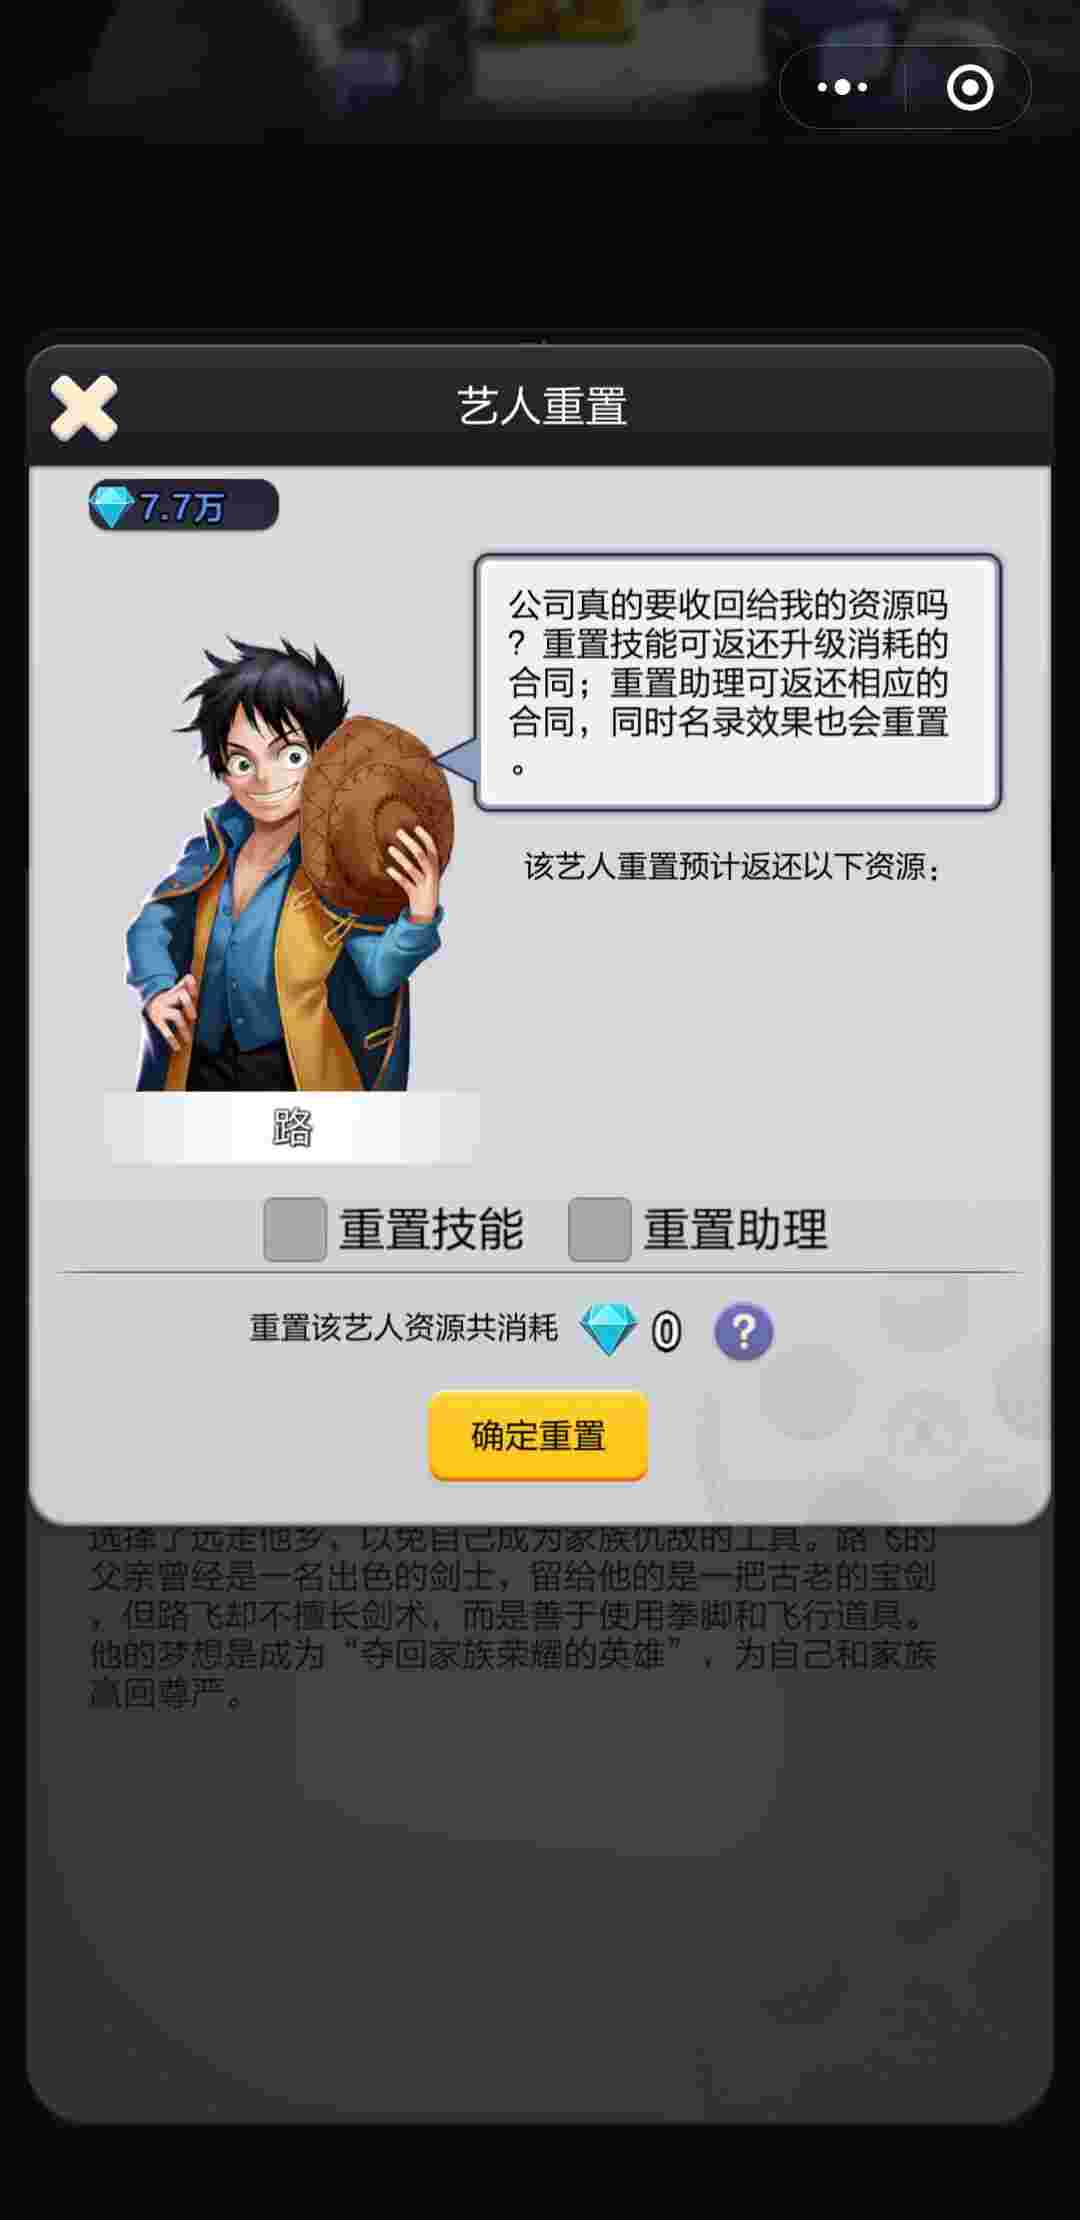 艺人重置
7.7万
公司真的要收回给我的资源吗
？重置技能可返还升级消耗的
合同；重置助理可返还相应的
合同，同时名录效果也会重置
。
该艺人重置预计返还以下资源：
路
重置技能 重置助理
重置该艺人资源共消耗 0 ?
确定重置
选择了远走他乡，以免自己成为家族仇敌的工具。路飞的
父亲曾经是一名出色的剑士，留给他的是一把古老的宝剑
，但路飞却不擅长剑术，而是善于使用拳脚和飞行道具。
他的梦想是成为“夺回家族荣耀的英雄”，为自己和家族
赢回尊严。